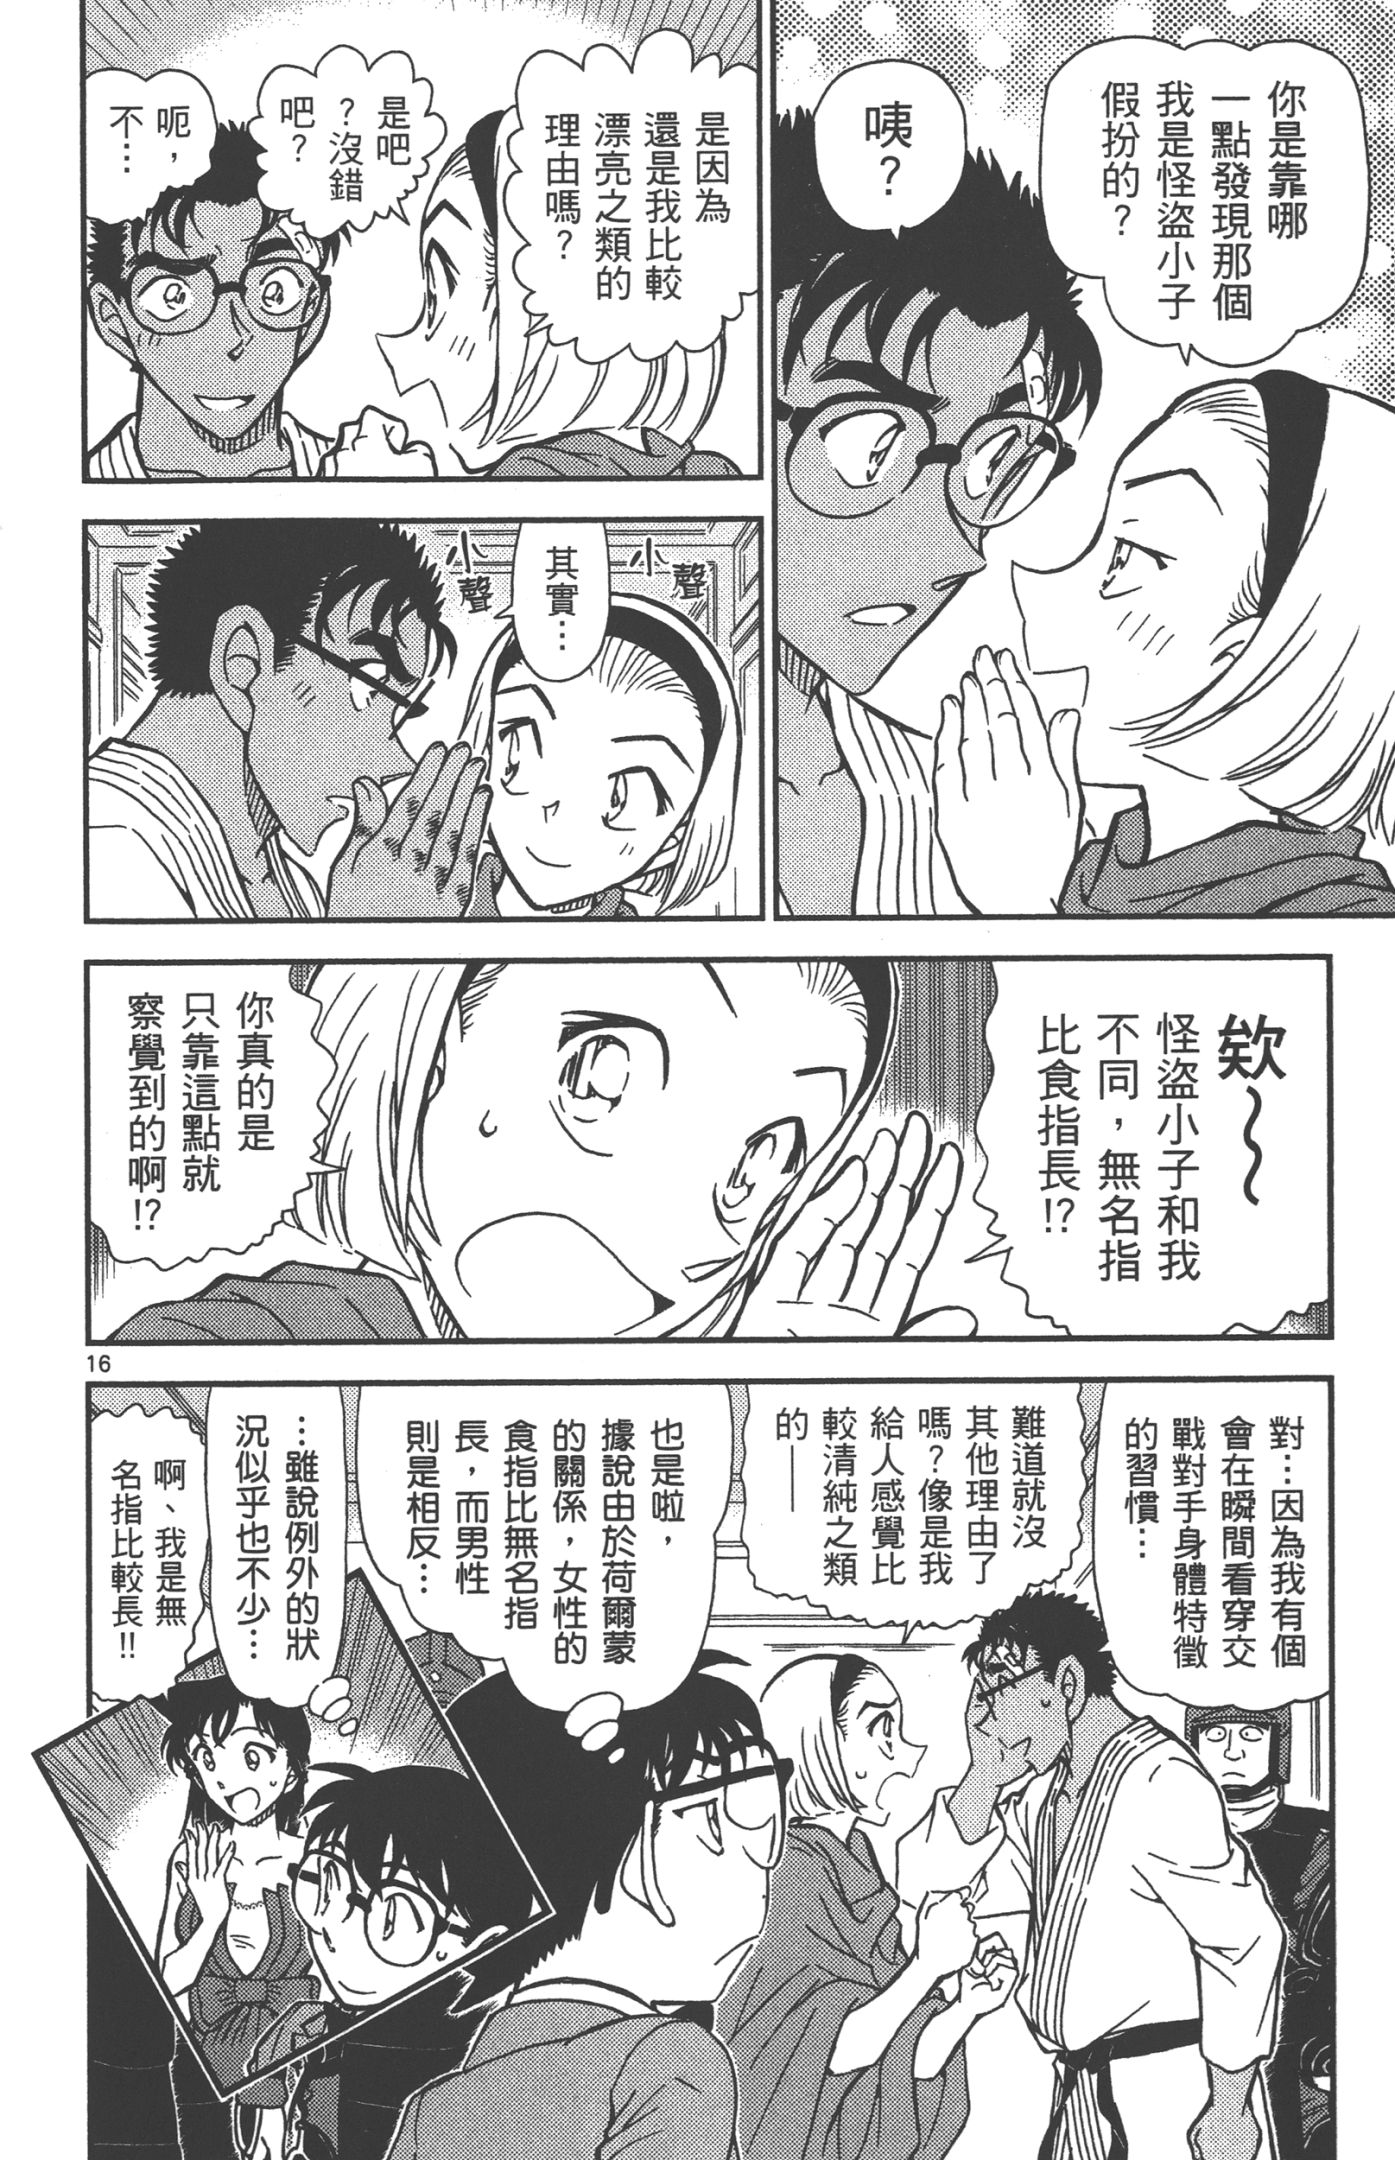 你是靠哪
一點發現那個
我是怪盜小子
假扮的？
咦？
是因為
還是我比較
漂亮之類的
理由嗎？
是吧
？沒錯
吧？
呃，
不…
小聲
其實…
小聲
欸～
怪盜小子和我
不同，無名指
比食指長!?
你真的是
只靠這點就
察覺到的啊!?
16
對…因為我有個
會在瞬間看穿交
戰對手身體特徵
的習慣…
難道就沒
其他理由了
嗎？像是我
給人感覺比
較清純之類
的──
也是啦，
據說由於荷爾蒙
的關係，女性的
食指比無名指
長，而男性
則是相反…
…雖說例外的狀
況似乎也不少…
啊、我是無
名指比較長!!